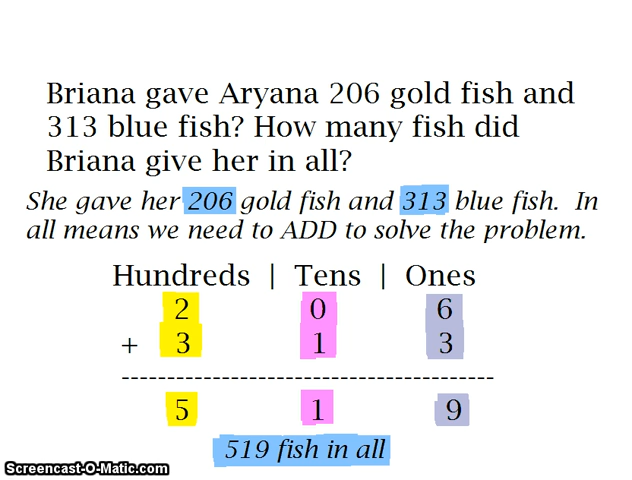 Briana gave Aryana 206 gold fish and
313 blue fish? How many fish did
Briana give her in all?
She gave her 206 gold fish and 313 blue fish. In
all means we need to ADD to solve the problem.
Hundreds | Tens | Ones
2 0 6
+ 3 1 3
-----------------------------------------
5 1 9
519 fish in all
Screencast-O-Matic.com